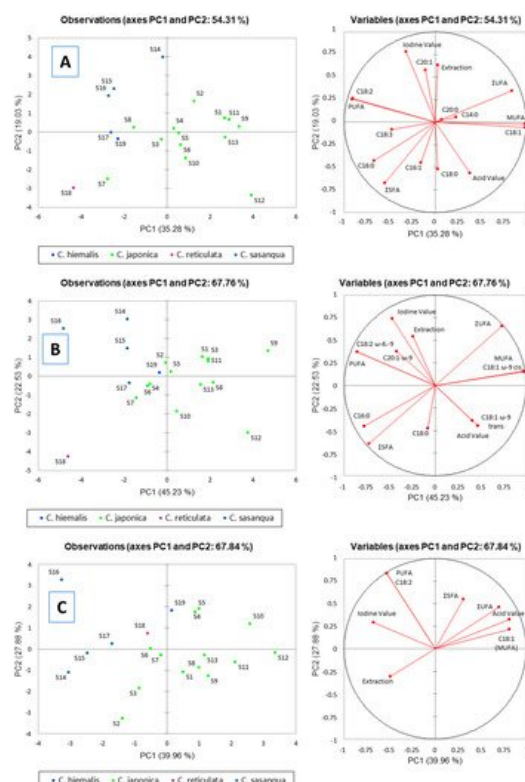 Observations (axes PC1 and PC2: 54.31 %)
A
S14
S15
S16
S2
S8
S4
S1
S11
S9
S17
S19
S3
S5
S6
S13
S10
S7
S18
S12
PC2 (19.03 %)
PC1 (35.28 %)
C. hiemalis C. japonica C. reticulata C. sasanqua
Variables (axes PC1 and PC2: 54.31 %)
Iodine Value
C20:1
Extraction
ΣUFA
C18:2
PUFA
C20:0
C14:0
MUFA
C18:1
C18:3
C16:0
C16:1
C18:0
Acid Value
ΣSFA
PC2 (19.03 %)
PC1 (35.28 %)
Observations (axes PC1 and PC2: 67.76 %)
B
S16
S14
S15
S2
S1
S3
S11
S9
S19
S5
S17
S6
S4
S13
S8
S7
S10
S12
S18
PC2 (22.53 %)
PC1 (45.23 %)
C. hiemalis C. japonica C. reticulata C. sasanqua
Variables (axes PC1 and PC2: 67.76 %)
Iodine Value
Extraction
ΣUFA
C18:2 ω-6,-9
C20:1 ω-9
PUFA
MUFA
C18:1 ω-9 cis
C16:0
C18:0
C18:1 ω-9
trans
Acid Value
ΣSFA
PC2 (22.53 %)
PC1 (45.23 %)
Observations (axes PC1 and PC2: 67.84 %)
C
S16
S19
S5
S4
S18
S10
S17
S15
S6
S7
S13
S12
S14
S8
S11
S1
S9
S3
S2
PC2 (27.88 %)
PC1 (39.96 %)
C. hiemalis C. japonica C. reticulata C. sasanqua
Variables (axes PC1 and PC2: 67.84 %)
PUFA
C18:2
ΣSFA
ΣUFA
Iodine Value
Acid Value
C18:1
(MUFA)
Extraction
PC2 (27.88 %)
PC1 (39.96 %)